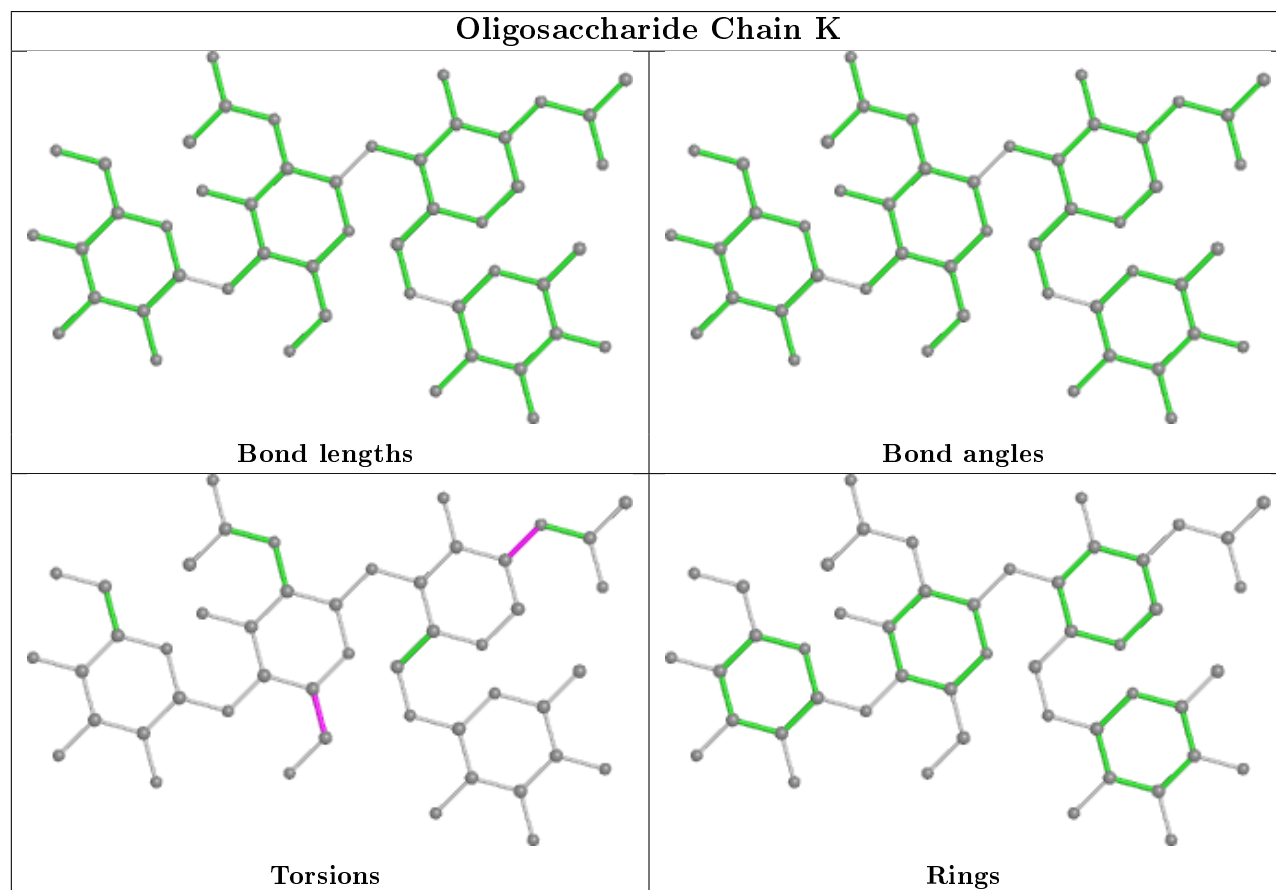 Oligosaccharide Chain K
Bond lengths
Bond angles
Torsions
Rings